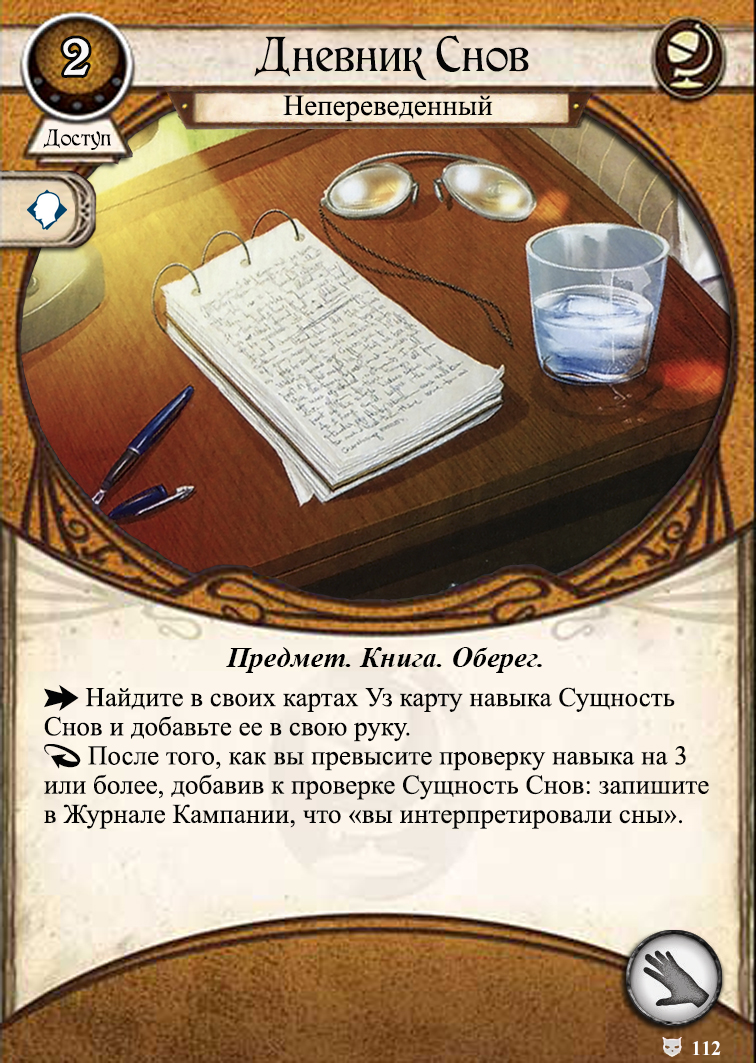 2
Дневник Снов
Непереведенный
Доступ
Предмет. Книга. Оберег.
Найдите в своих картах Уз карту навыка Сущность
Снов и добавьте ее в свою руку.
После того, как вы превысите проверку навыка на 3
или более, добавив к проверке Сущность Снов: запишите
в Журнале Кампании, что «вы интерпретировали сны».
112